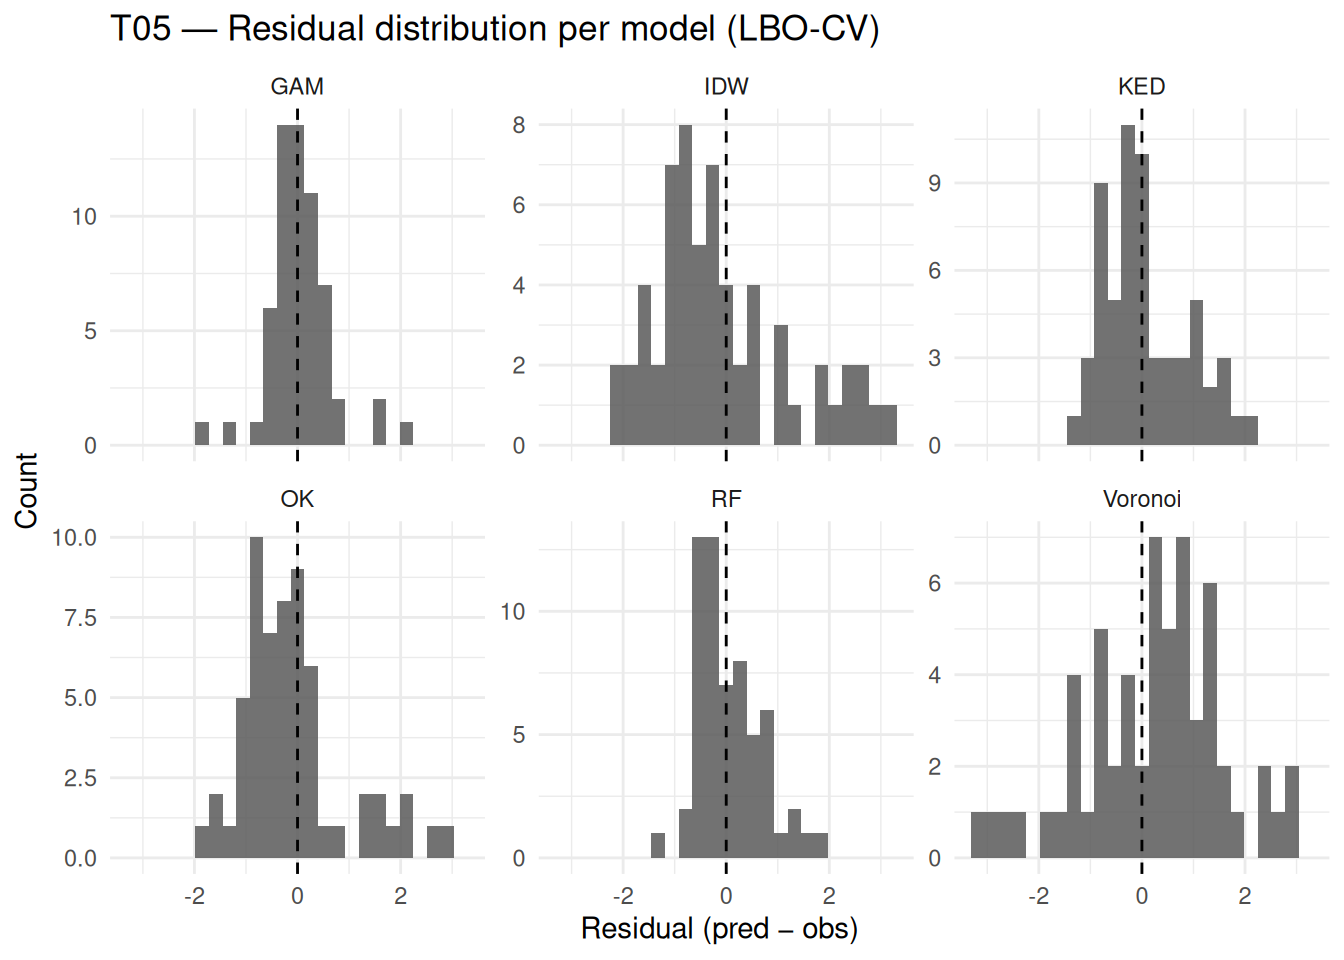 T05 — Residual distribution per model (LBO-CV)
GAM
IDW
KED
10
5
0
8
6
4
2
0
9
6
3
0
Count
OK
RF
Voronoi
10.0
7.5
5.0
2.5
0.0
10
5
0
6
4
2
0
-2 0 2
-2 0 2
-2 0 2
Residual (pred − obs)